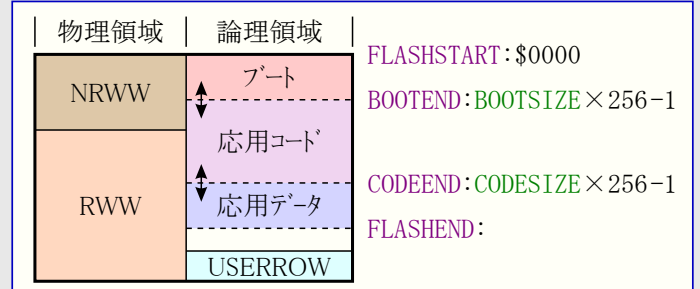 物理領域 論理領域
FLASHSTART:$0000
NRWW ブート
BOOTEND:BOOTSIZE×256-1
応用コード
CODEEND:CODESIZE×256-1
RWW 応用データ
FLASHEND:
USERROW